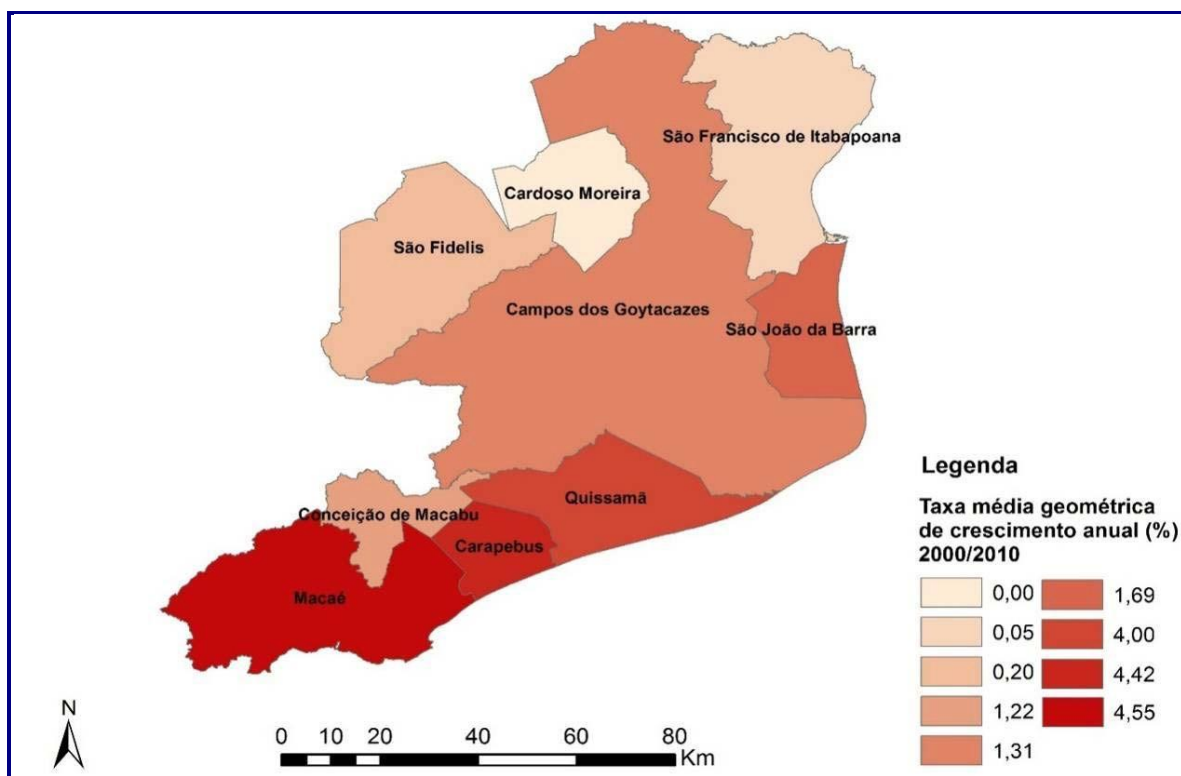 São Francisco de Itabapoana
Cardoso Moreira
São Fidelis
Campos dos Goytacazes
São João da Barra
Quissamã
Conceição de Macabu
Carapebus
Macaé
Legenda
Taxa média geométrica
de crescimento anual (%)
2000/2010
0,00
0,05
0,20
1,22
1,31
1,69
4,00
4,42
4,55
N
0 10 20 40 60 80
Km